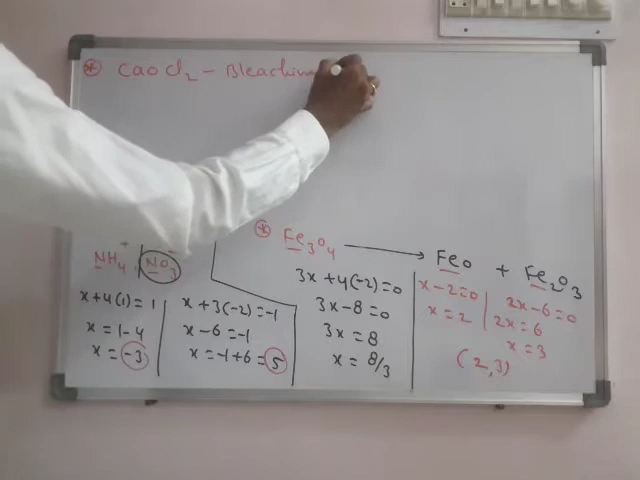 * CaOCl2 - Bleachin
* Fe3O4 → FeO + Fe2O3
NH4+ | NO3-
x+4(1)=1
x=1-4
x=-3
x+3(-2)=-1
x-6=-1
x=-1+6=5
3x+4(-2)=0
3x-8=0
3x=8
x=8/3
x-2=0
x=2
2x-6=0
2x=6
x=3
(2,3)